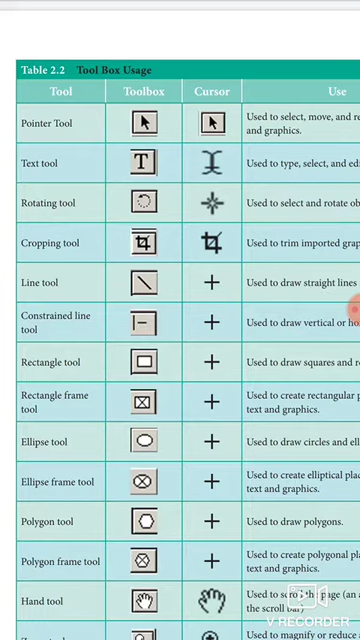 Table 2.2 Tool Box Usage
Tool Toolbox Cursor Use
Pointer Tool Used to select, move, and re
and graphics.
Text tool T Used to type, select, and edi
Rotating tool Used to select and rotate ob
Cropping tool Used to trim imported grap
Line tool Used to draw straight lines
Constrained line Used to draw vertical or ho
tool
Rectangle tool Used to draw squares and re
Rectangle frame Used to create rectangular p
tool text and graphics.
Ellipse tool Used to draw circles and elli
Ellipse frame tool Used to create elliptical plac
text and graphics.
Polygon tool Used to draw polygons.
Polygon frame tool Used to create polygonal pla
text and graphics.
Hand tool Used to scroll the page (an a
the scroll bar)
V RECORDER
Used to magnify or reduce